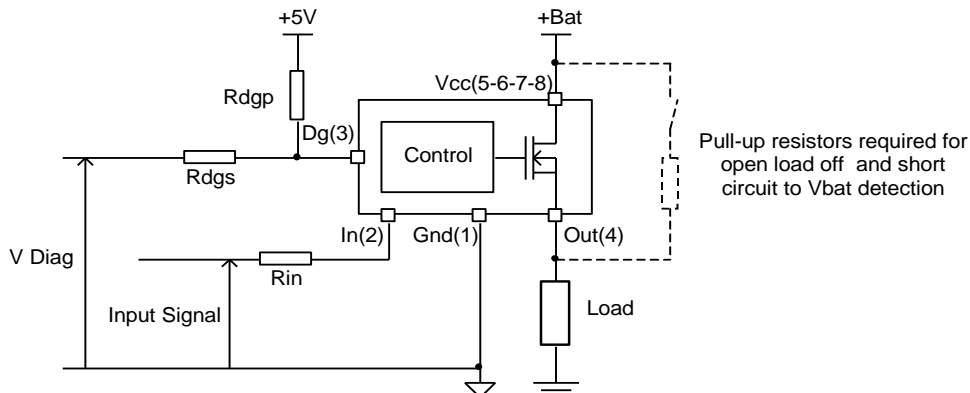 +5V
+Bat
Vcc(5-6-7-8)
Rdgp
Dg(3)
Control
Rdgs
Pull-up resistors required for
open load off and short
circuit to Vbat detection
In(2)
Gnd(1)
Out(4)
V Diag
Rin
Input Signal
Load